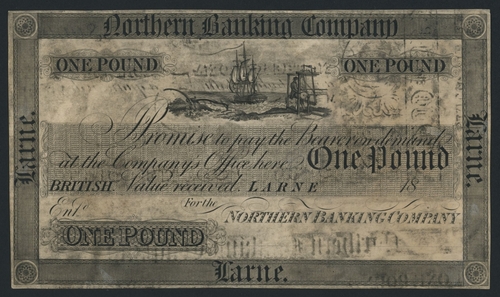 Northern Banking Company
ONE POUND
ONE POUND
Larne.
Larne.
Promise to pay the Bearer on demand
at the Company's Office here One Pound
BRITISH Value received. LARNE 18
Entd.
For the
NORTHERN BANKING COMPANY
ONE POUND
Larne.